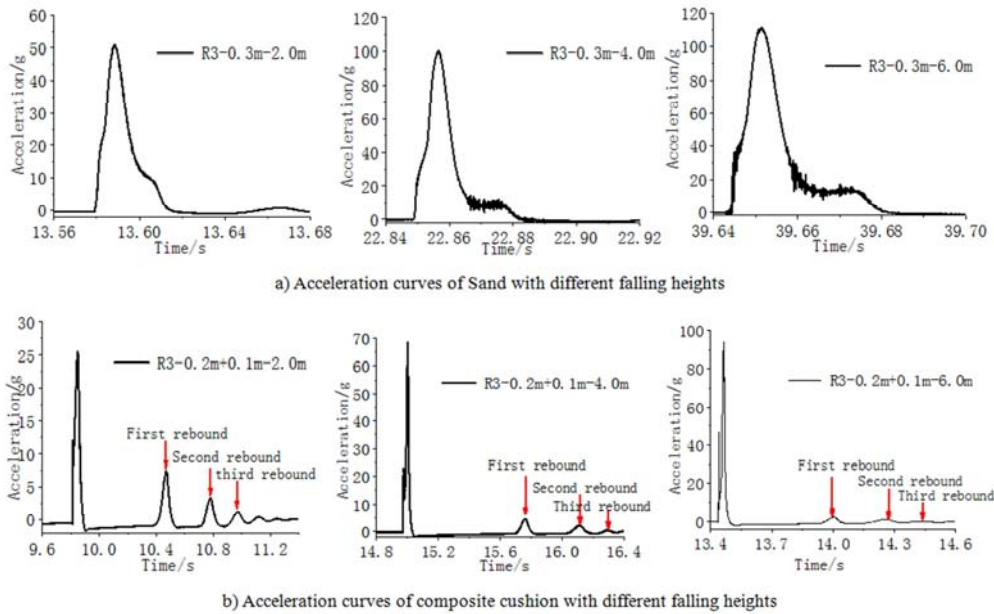 60
50
40
30
20
10
0
Acceleration/g
R3-0.3m-2.0m
13.56 13.60 13.64 13.68
Time/s
120
100
80
60
40
20
0
Acceleration/g
R3-0.3m-4.0m
22.84 22.86 22.88 22.90 22.92
Time/s
120
100
80
60
40
20
0
Acceleration/g
R3-0.3m-6.0m
39.64 39.66 39.68 39.70
Time/s
a) Acceleration curves of Sand with different falling heights
30
25
20
15
10
5
0
Acceleration/g
R3-0.2m+0.1m-2.0m
First rebound
Second rebound
third rebound
9.6 10.0 10.4 10.8 11.2
Time/s
70
60
50
40
30
20
10
0
Acceleration/g
R3-0.2m+0.1m-4.0m
First rebound
Second rebound
Third rebound
14.8 15.2 15.6 16.0 16.4
Time/s
100
80
60
40
20
0
Acceleration/g
R3-0.2m+0.1m-6.0m
First rebound
Second rebound
Third rebound
13.4 13.7 14.0 14.3 14.6
Time/s
b) Acceleration curves of composite cushion with different falling heights